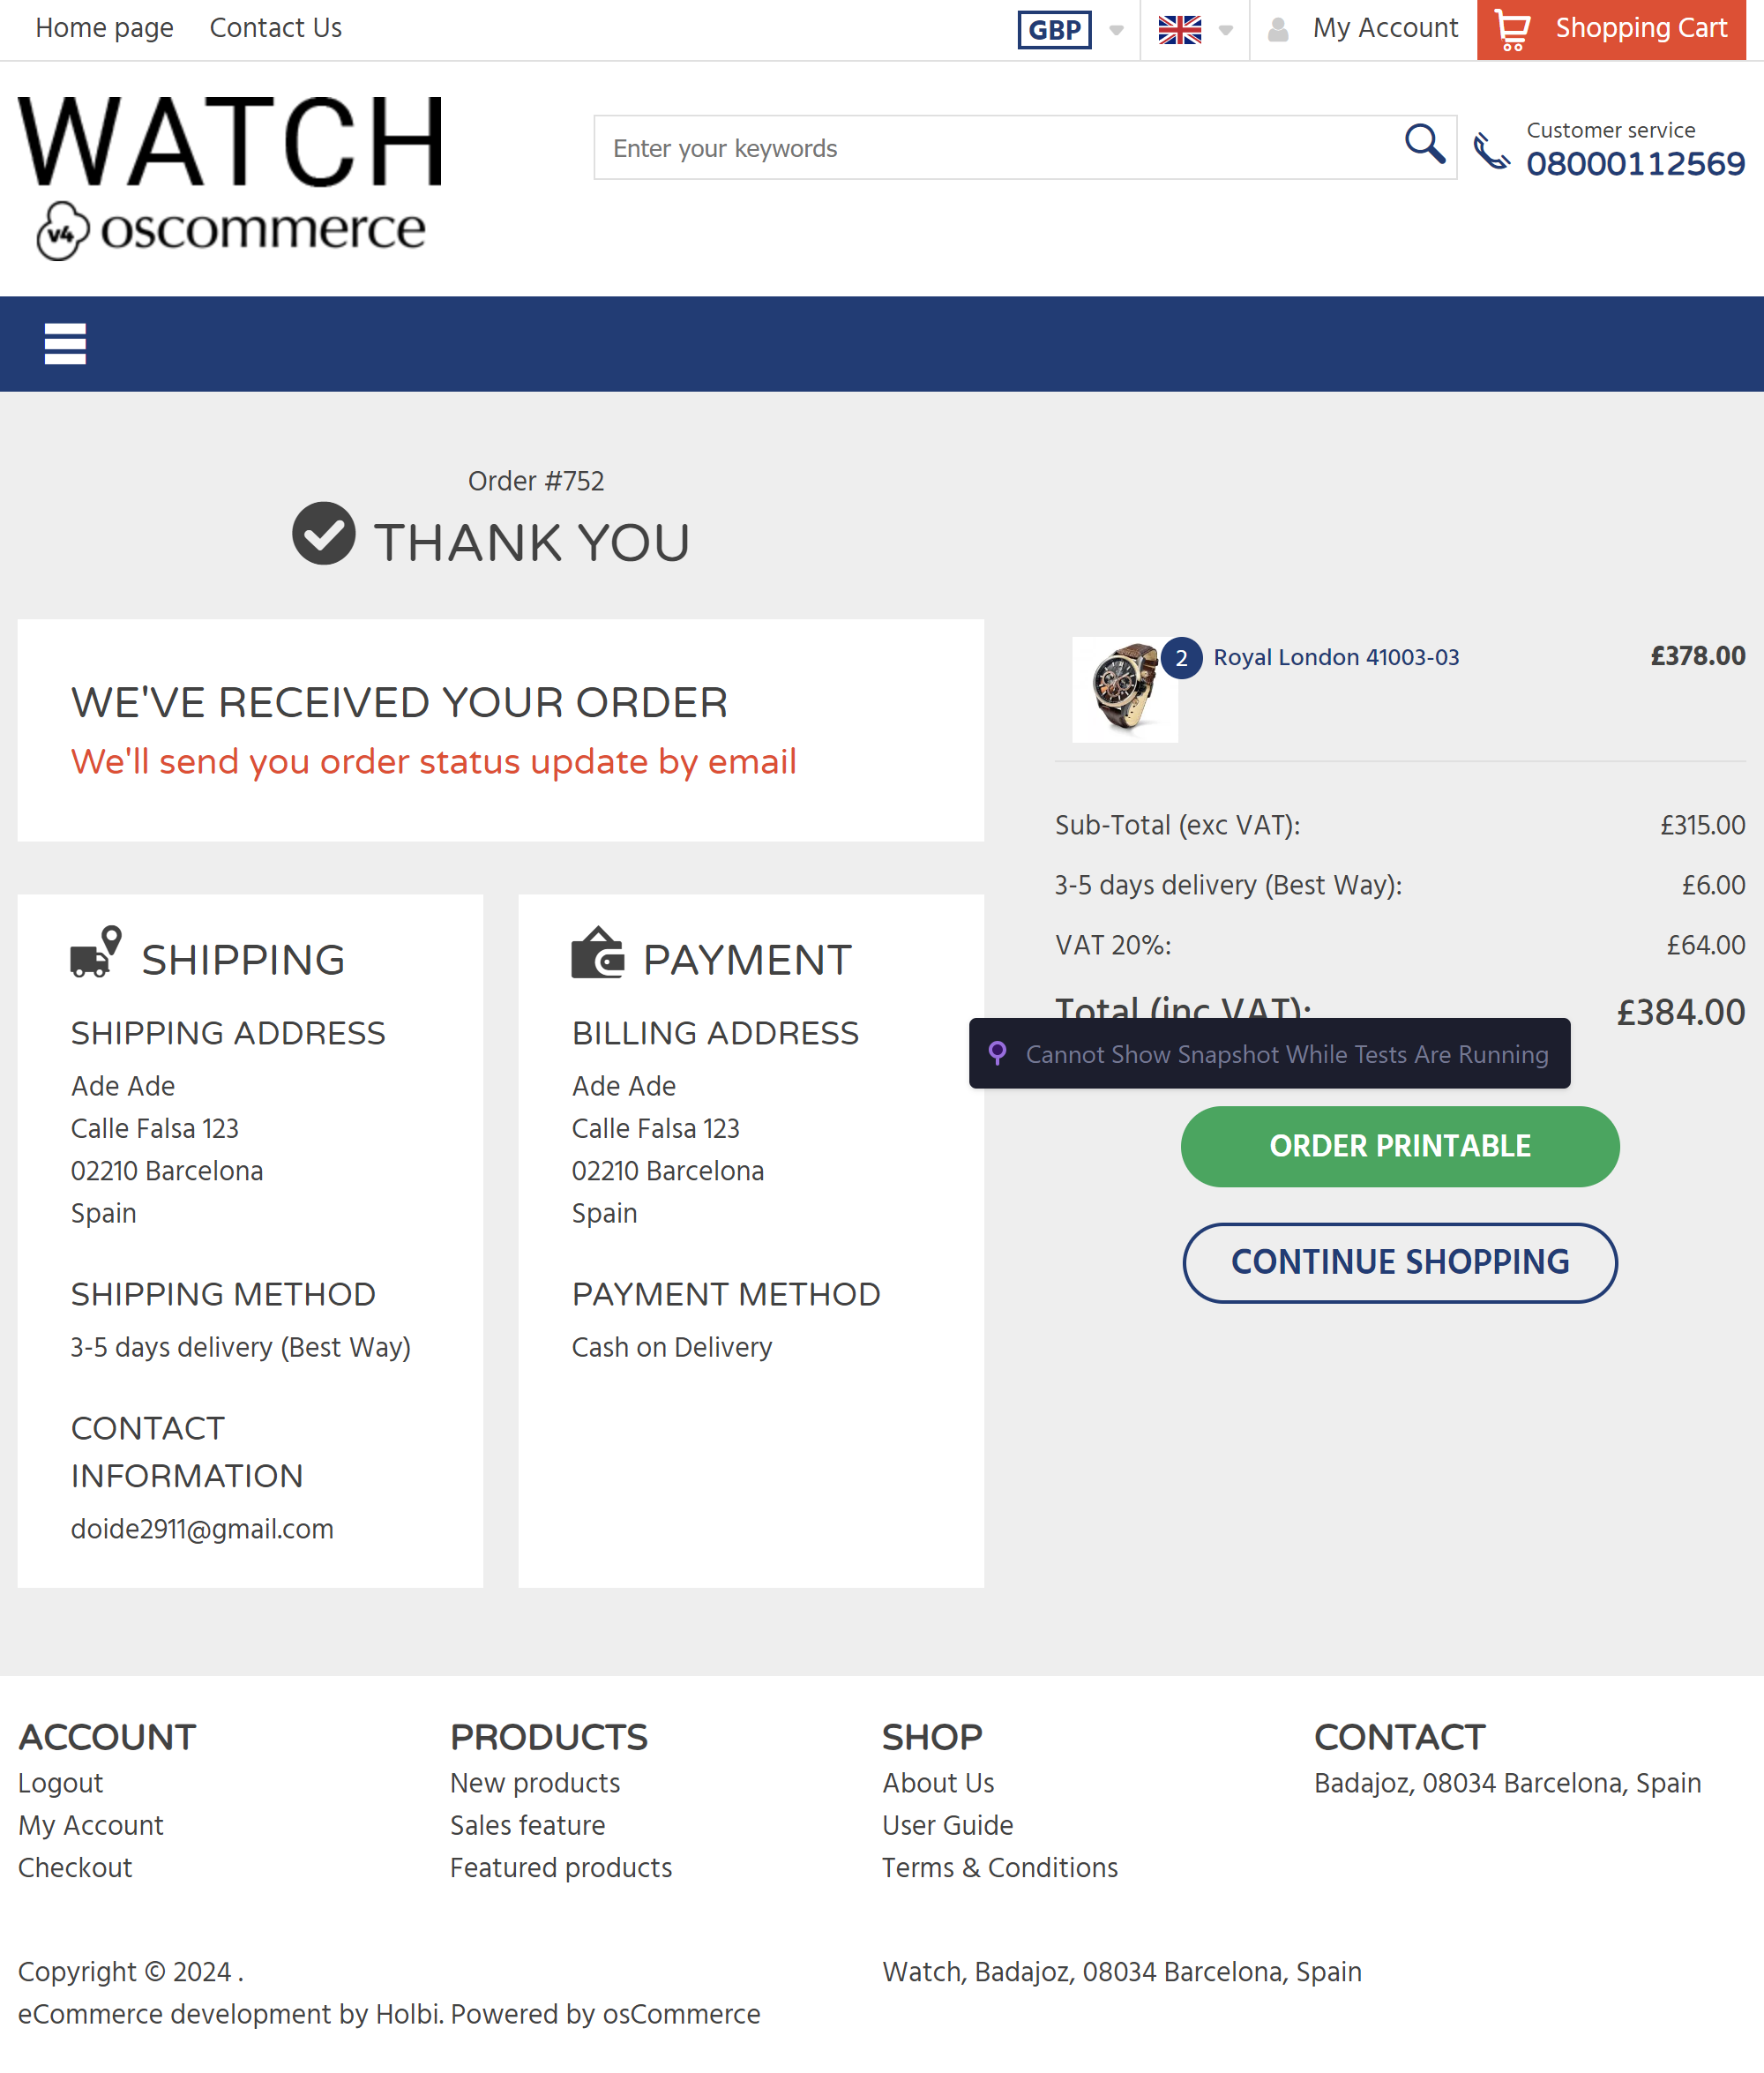 Home page Contact Us GBP My Account Shopping Cart
WATCH
v4 oscommerce
Enter your keywords
Customer service
08000112569
Order #752
THANK YOU
WE'VE RECEIVED YOUR ORDER
We'll send you order status update by email
SHIPPING
SHIPPING ADDRESS
Ade Ade
Calle Falsa 123
02210 Barcelona
Spain
SHIPPING METHOD
3-5 days delivery (Best Way)
CONTACT
INFORMATION
doide2911@gmail.com
PAYMENT
BILLING ADDRESS
Ade Ade
Calle Falsa 123
02210 Barcelona
Spain
PAYMENT METHOD
Cash on Delivery
2 Royal London 41003-03 £378.00
Sub-Total (exc VAT): £315.00
3-5 days delivery (Best Way): £6.00
VAT 20%: £64.00
Total (inc VAT): £384.00
Cannot Show Snapshot While Tests Are Running
ORDER PRINTABLE
CONTINUE SHOPPING
ACCOUNT
Logout
My Account
Checkout
PRODUCTS
New products
Sales feature
Featured products
SHOP
About Us
User Guide
Terms & Conditions
CONTACT
Badajoz, 08034 Barcelona, Spain
Copyright © 2024 .
eCommerce development by Holbi. Powered by osCommerce
Watch, Badajoz, 08034 Barcelona, Spain